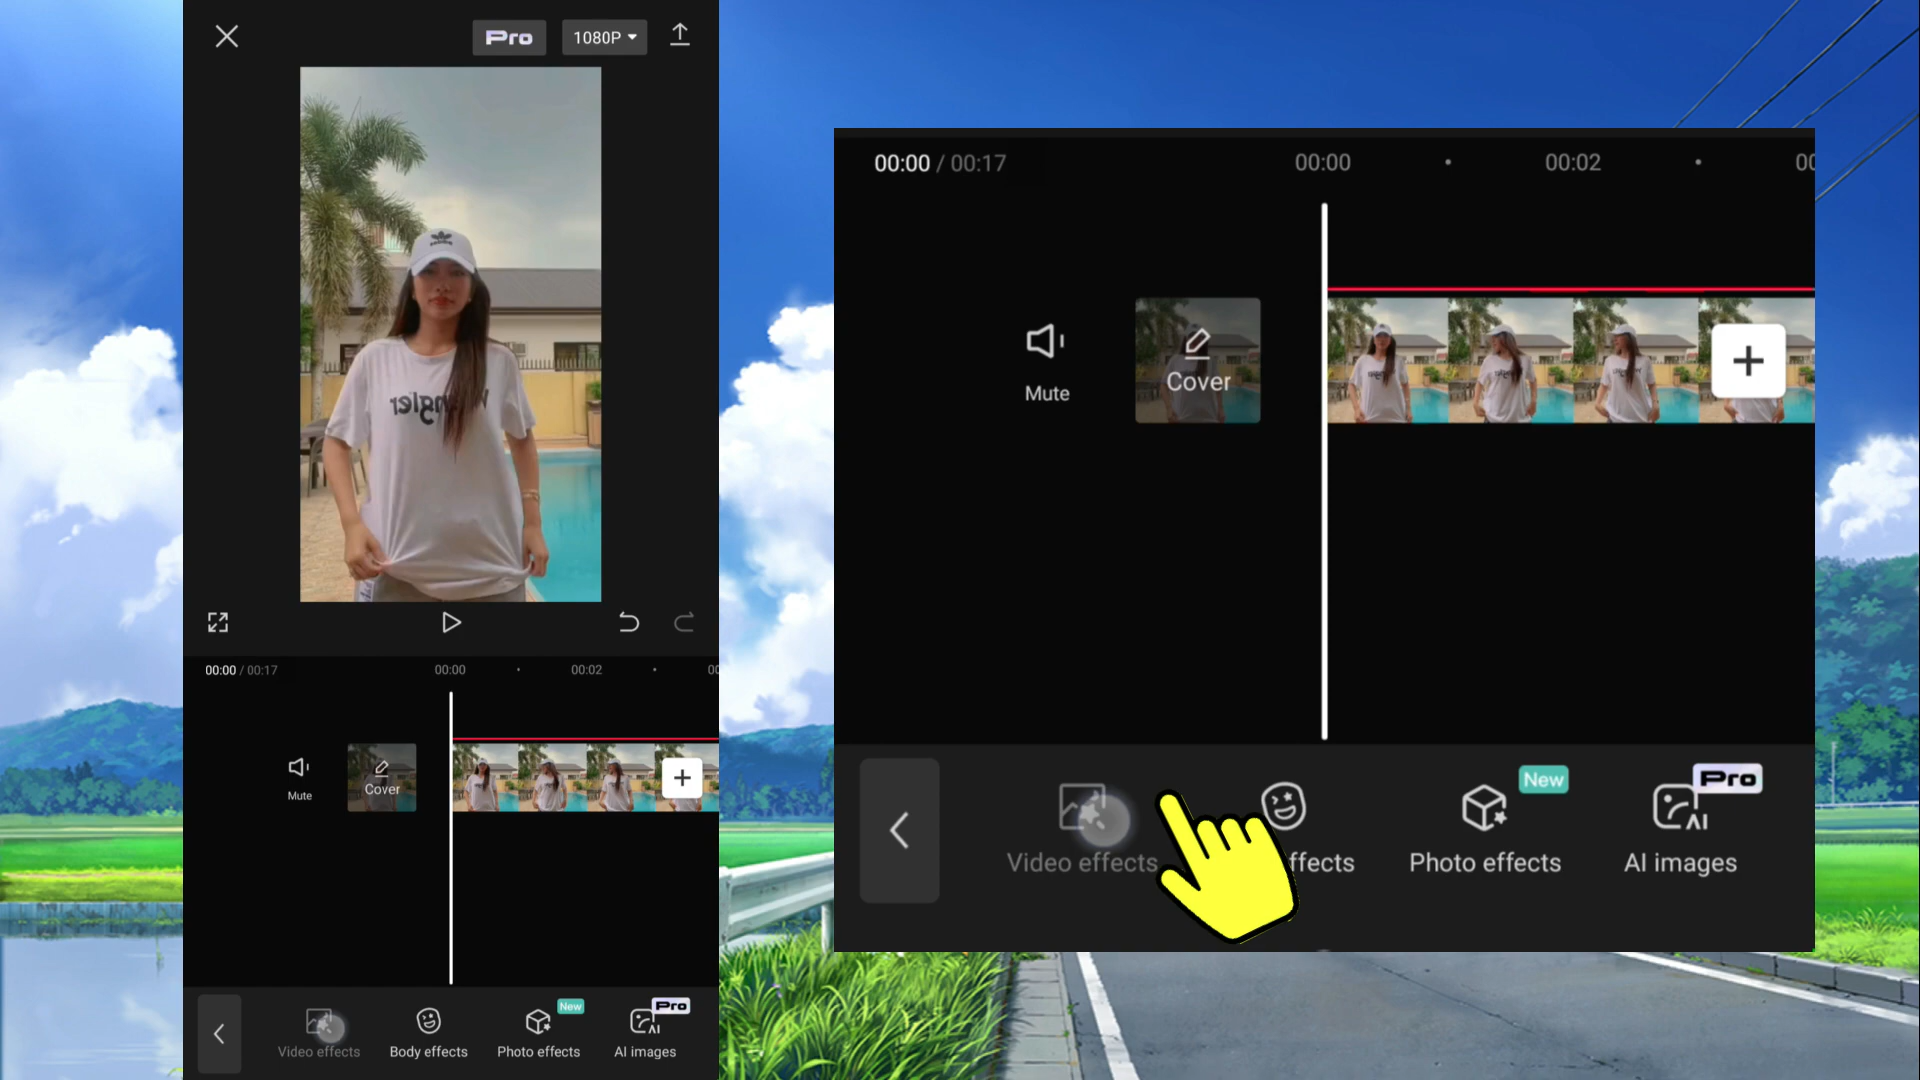 Pro
1080P
00:00 / 00:17
00:00
00:02
Mute
Cover
New
Pro
Video effects
Body effects
Photo effects
AI images
00:00 / 00:17
00:00
00:02
00
Mute
Cover
New
Pro
Video effects
ffects
Photo effects
AI images